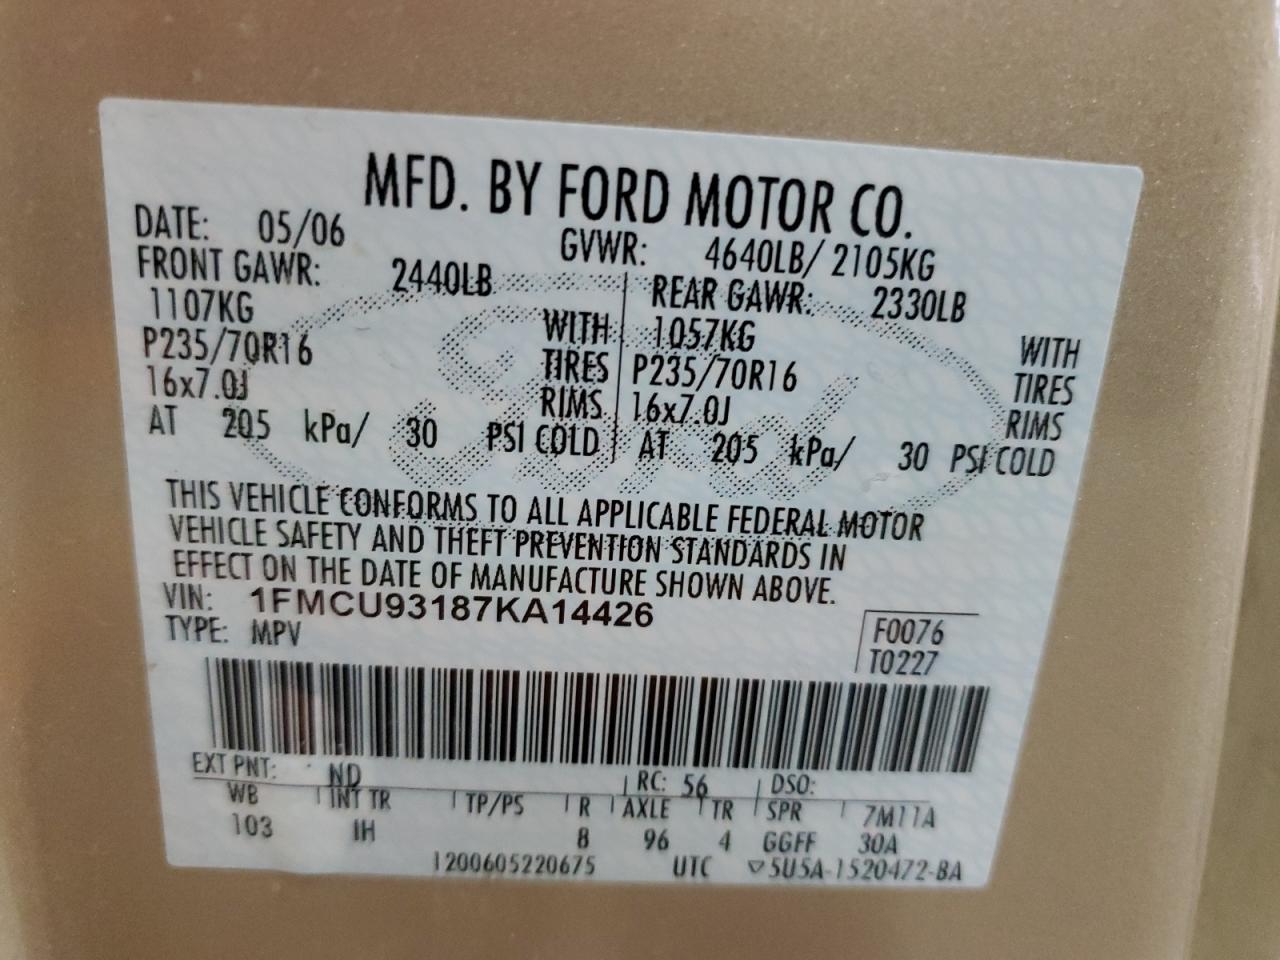 MFD. BY FORD MOTOR CO.
DATE: 05/06 GVWR: 4640LB/ 2105KG
FRONT GAWR: 2440LB REAR GAWR: 2330LB
1107KG WITH 1057KG WITH
P235/70R16 TIRES P235/70R16 TIRES
16x7.0J RIMS 16x7.0J RIMS
AT 205 kPa/ 30 PSI COLD AT 205 kPa/ 30 PSI COLD
THIS VEHICLE CONFORMS TO ALL APPLICABLE FEDERAL MOTOR
VEHICLE SAFETY AND THEFT PREVENTION STANDARDS IN
EFFECT ON THE DATE OF MANUFACTURE SHOWN ABOVE.
VIN: 1FMCU93187KA14426
TYPE: MPV
F0076
T0227
EXT PNT: ND RC: 56 DSO:
WB INT TR TP/PS R AXLE TR SPR 7M11A
103 IH 8 96 4 GGFF 30A
1200605220675 UTC ▽5U5A-1520472-BA
Ford